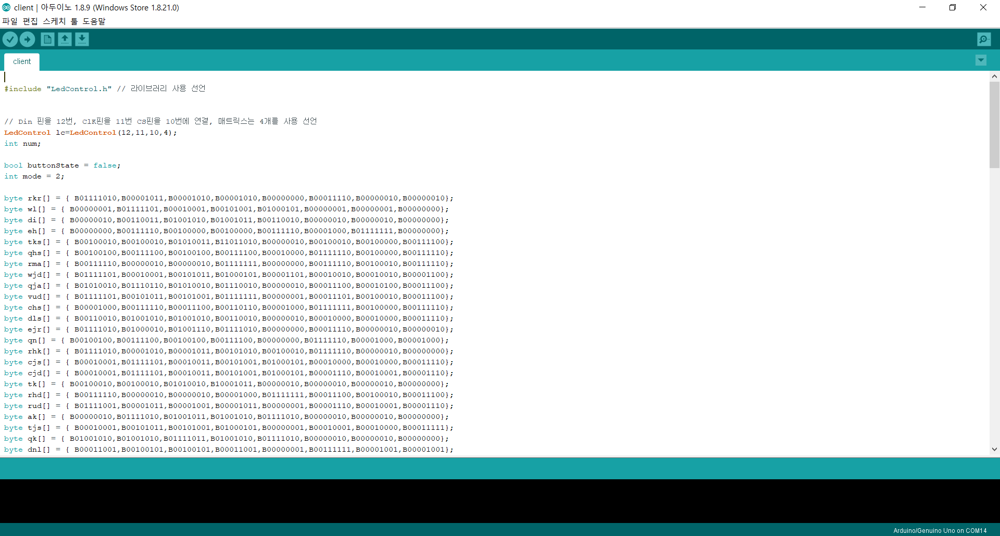 client | 아두이노 1.8.9 (Windows Store 1.8.21.0)
파일 편집 스케치 툴 도움말
client
#include "LedControl.h" // 라이브러리 사용 선언
// Din 핀을 12번, ClK핀을 11번 CS핀을 10번에 연결, 매트릭스는 4개를 사용 선언
LedControl lc=LedControl(12,11,10,4);
int num;
bool buttonState = false;
int mode = 2;
byte rkr[] = { B01111010,B00001011,B00001010,B00001010,B00000000,B00011110,B00000010,B00000010};
byte wl[] = { B00000001,B01111101,B00010001,B00101001,B01000101,B00000001,B00000001,B00000000};
byte di[] = { B00000010,B00110011,B01001010,B01001011,B00110010,B00000010,B00000010,B00000000};
byte eh[] = { B00000000,B00111110,B00100000,B00100000,B00111110,B00001000,B01111111,B00000000};
byte tks[] = { B00100010,B00100010,B01010011,B11011010,B00000010,B00100010,B00100000,B00111100};
byte qhs[] = { B00100100,B00111100,B00100100,B00111100,B00010000,B01111110,B00100000,B00111110};
byte rma[] = { B00111110,B00000010,B00000010,B01111111,B00000000,B00111110,B00100010,B00111110};
byte wjd[] = { B01111101,B00010001,B00101011,B01000101,B00001101,B00010010,B00010010,B00001100};
byte qja[] = { B01010010,B01110110,B01010010,B01110010,B00000010,B00011100,B00010100,B00011100};
byte vud[] = { B01111101,B00101011,B00101001,B01111111,B00000001,B00011101,B00100010,B00011100};
byte chs[] = { B00001000,B00111110,B00011100,B00110110,B00001000,B01111111,B00100000,B00111110};
byte dls[] = { B00110010,B01001010,B01001010,B00110010,B00000010,B00010000,B00010000,B00011110};
byte ejr[] = { B01111010,B01000010,B01001110,B01111010,B00000000,B00011110,B00000010,B00000010};
byte qn[] = { B00100100,B00111100,B00100100,B00111100,B00000000,B01111110,B00001000,B00001000};
byte rhk[] = { B01111010,B00001010,B00001011,B00101010,B00100010,B01111110,B00000010,B00000000};
byte cjs[] = { B00010001,B01111101,B00010011,B00101001,B01000101,B00010000,B00010000,B00011110};
byte cjd[] = { B00010001,B01111101,B00010011,B00101001,B01000101,B00001110,B00010001,B00001110};
byte tk[] = { B00100010,B00100010,B01010010,B10001011,B00000010,B00000010,B00000010,B00000000};
byte rhd[] = { B00111110,B00000010,B00000010,B00001000,B01111111,B00011100,B00100010,B00011100};
byte rud[] = { B01111001,B00001011,B00001001,B00001011,B00000001,B00001110,B00010001,B00001110};
byte ak[] = { B00000010,B01111010,B01001011,B01001010,B01111010,B00000010,B00000010,B00000000};
byte tjs[] = { B00010001,B00101011,B00101001,B01000101,B00000001,B00010001,B00010000,B00011111};
byte qk[] = { B01001010,B01001010,B01111011,B01001010,B01111010,B00000010,B00000010,B00000000};
byte dnl[] = { B00011001,B00100101,B00100101,B00011001,B00000001,B00111111,B00001001,B00001001};
Arduino/Genuino Uno on COM14